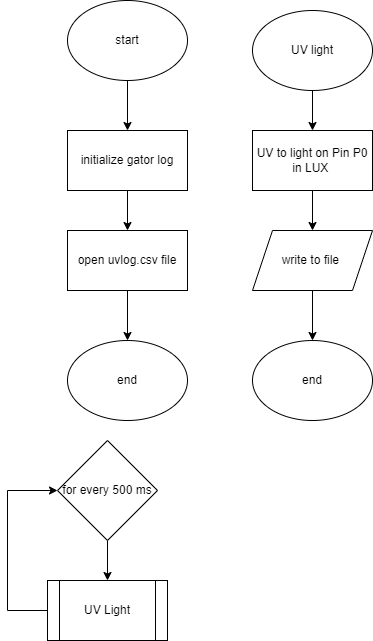 start
initialize gator log
open uvlog.csv file
end
UV light
UV to light on Pin P0
in LUX
write to file
end
for every 500 ms
UV Light